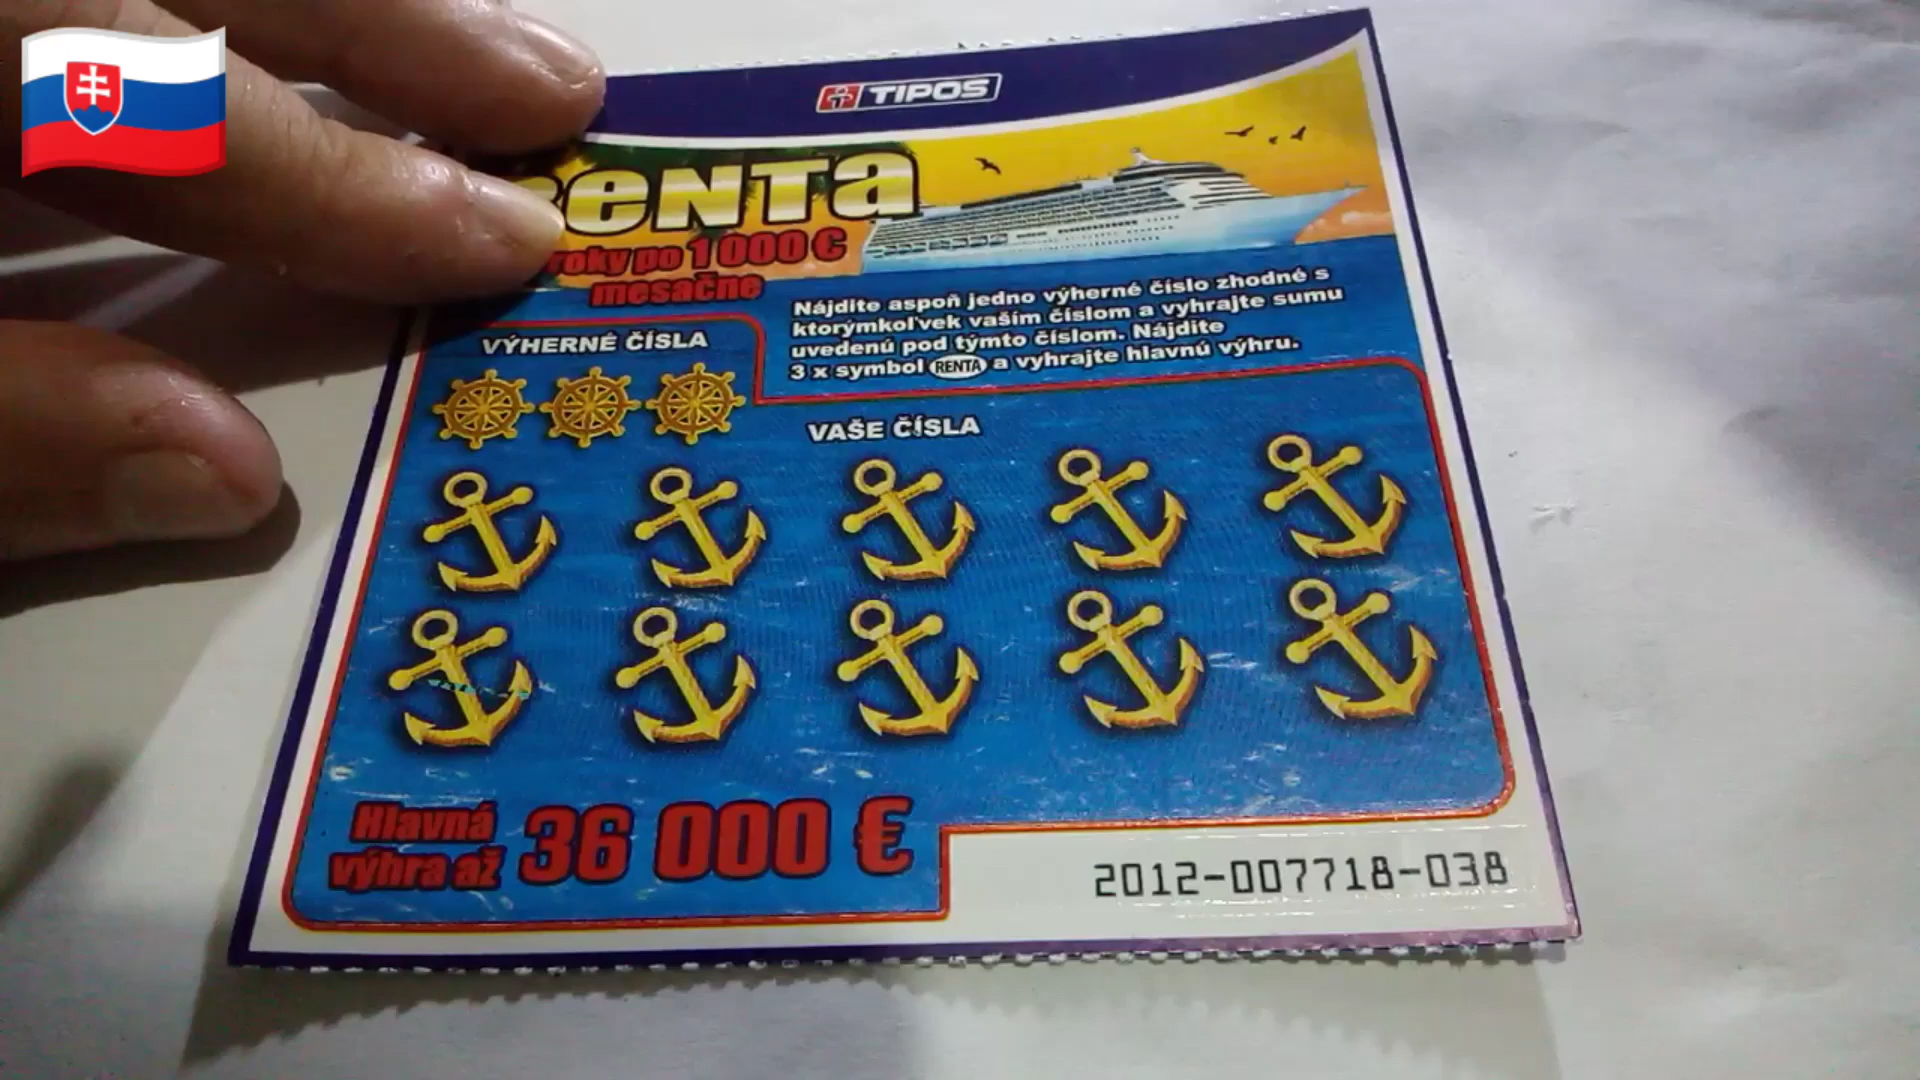 TIPOS
RENTA
roky po 1 000 €
mesačne
Nájdite aspoň jedno výherné číslo zhodné s
ktorýmkoľvek vaším číslom a vyhrajte sumu
uvedenú pod týmto číslom. Nájdite
3 x symbol RENTA a vyhrajte hlavnú výhru.
VÝHERNÉ ČÍSLA
VAŠE ČÍSLA
Hlavná
výhra až 36 000 €
2012-007718-038